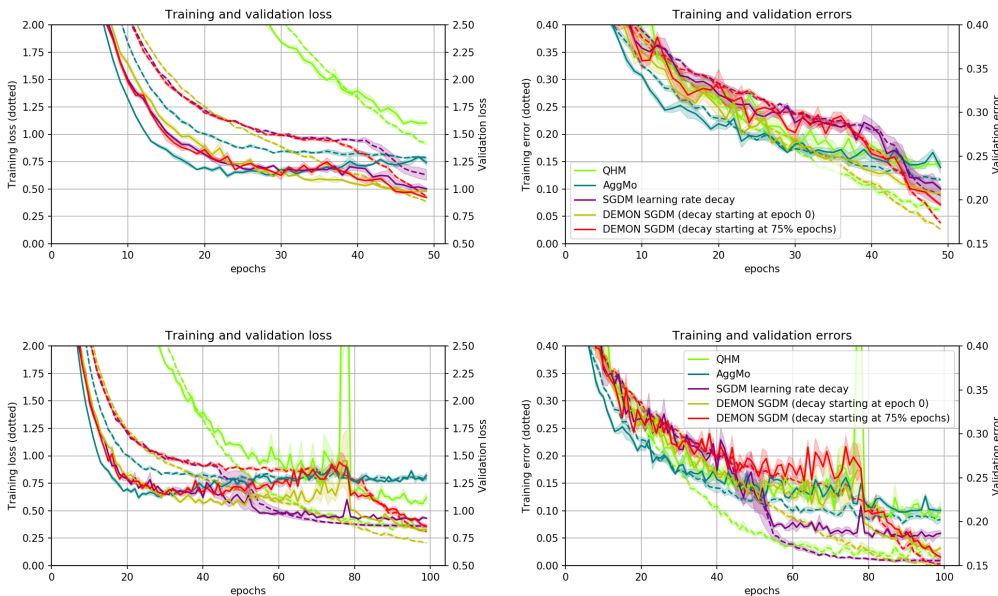 Training and validation loss
2.00 2.50
1.75 2.25
1.50 2.00
1.25 1.75
1.00 1.50
0.75 1.25
0.50 1.00
0.25 0.75
0.00 0.50
0 10 20 30 40 50
epochs
Training loss (dotted)
Validation loss
Training and validation errors
0.40 0.40
0.35
0.30 0.35
0.25
0.20 0.30
0.15 0.25
0.10 0.20
0.05
0.00 0.15
0 10 20 30 40 50
epochs
Training error (dotted)
Validation error
QHM
AggMo
SGDM learning rate decay
DEMON SGDM (decay starting at epoch 0)
DEMON SGDM (decay starting at 75% epochs)
Training and validation loss
2.00 2.50
1.75 2.25
1.50 2.00
1.25 1.75
1.00 1.50
0.75 1.25
0.50 1.00
0.25 0.75
0.00 0.50
0 20 40 60 80 100
epochs
Training loss (dotted)
Validation loss
Training and validation errors
0.40 0.40
0.35
0.30 0.35
0.25
0.20 0.30
0.15 0.25
0.10 0.20
0.05
0.00 0.15
0 20 40 60 80 100
epochs
Training error (dotted)
Validation error
QHM
AggMo
SGDM learning rate decay
DEMON SGDM (decay starting at epoch 0)
DEMON SGDM (decay starting at 75% epochs)